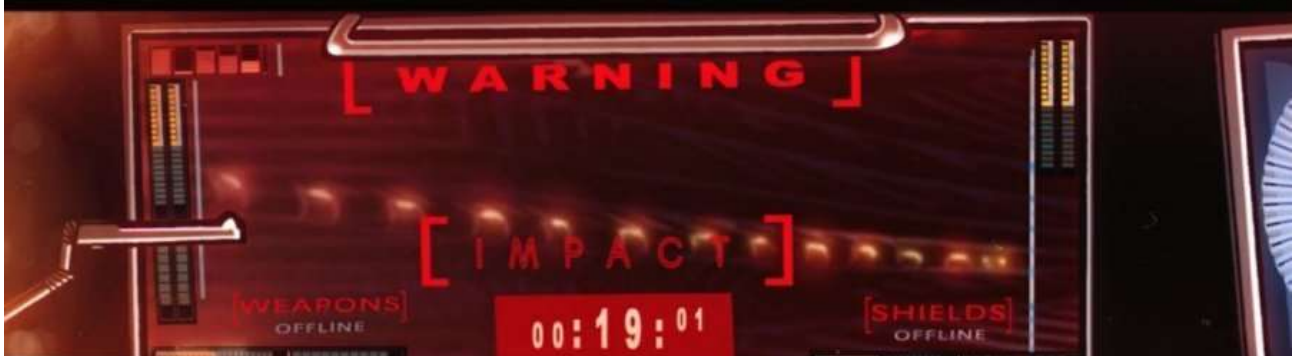 [ WARNING ]
[ IMPACT ]
[WEAPONS]
OFFLINE
00:19:01
[SHIELDS]
OFFLINE